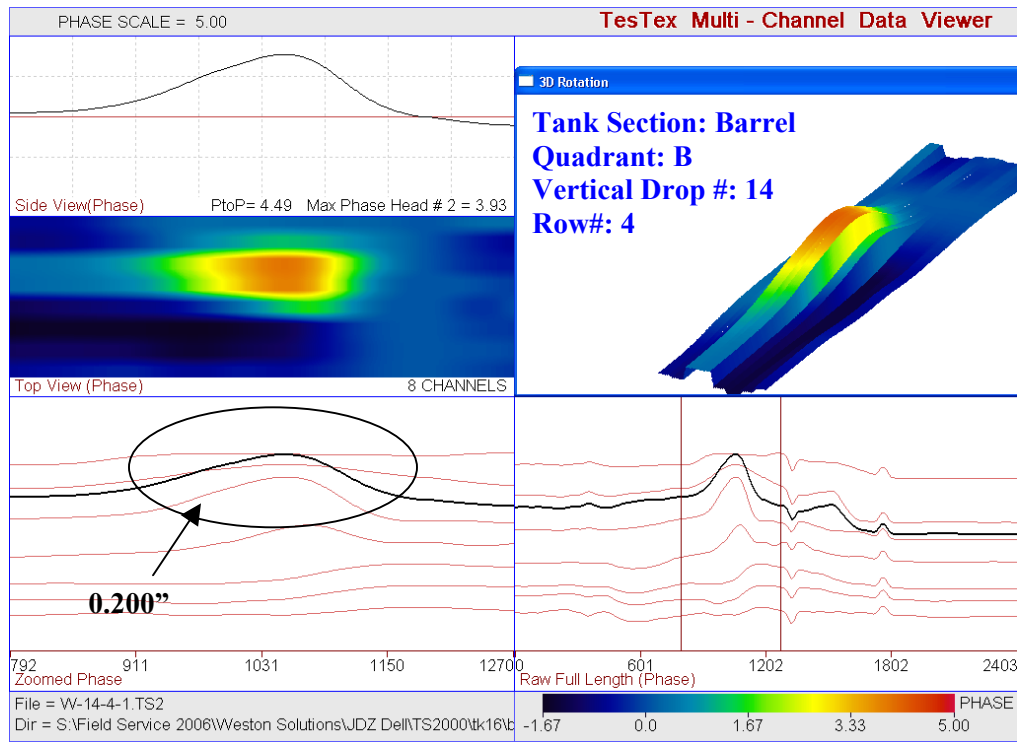 PHASE SCALE = 5.00
TesTex Multi - Channel Data Viewer
3D Rotation
Tank Section: Barrel
Quadrant: B
Vertical Drop #: 14
Row#: 4
Side View(Phase) PtoP= 4.49 Max Phase Head # 2 = 3.93
Top View (Phase) 8 CHANNELS
0.200”
792 911 1031 1150 1270
Zoomed Phase
0 601 1202 1802 2403
Raw Full Length (Phase)
File = W-14-4-1.TS2
Dir = S:\Field Service 2006\Weston Solutions\JDZ Dell\TS2000\tk16\b
PHASE
-1.67 0.0 1.67 3.33 5.00